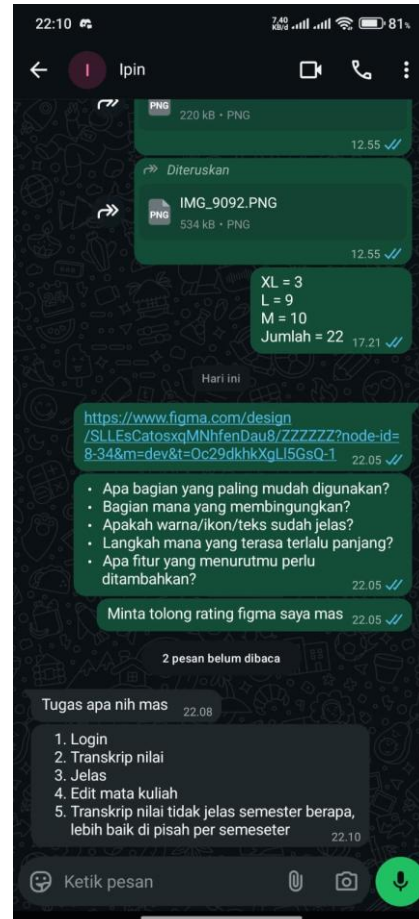 22:10
7,40 KB/d 81%
I Ipin
PNG
220 kB • PNG
12.55
Diteruskan
PNG
IMG_9092.PNG
534 kB • PNG
12.55
XL = 3
L = 9
M = 10
Jumlah = 22 17.21
Hari ini
https://www.figma.com/design
/SLLEsCatosxqMNhfenDau8/ZZZZZZ?node-id=
8-34&m=dev&t=Oc29dkhkXgLl5GsQ-1 22.05
• Apa bagian yang paling mudah digunakan?
• Bagian mana yang membingungkan?
• Apakah warna/ikon/teks sudah jelas?
• Langkah mana yang terasa terlalu panjang?
• Apa fitur yang menurutmu perlu
ditambahkan? 22.05
Minta tolong rating figma saya mas 22.05
2 pesan belum dibaca
Tugas apa nih mas 22.08
1. Login
2. Transkrip nilai
3. Jelas
4. Edit mata kuliah
5. Transkrip nilai tidak jelas semester berapa,
lebih baik di pisah per semeseter 22.10
Ketik pesan